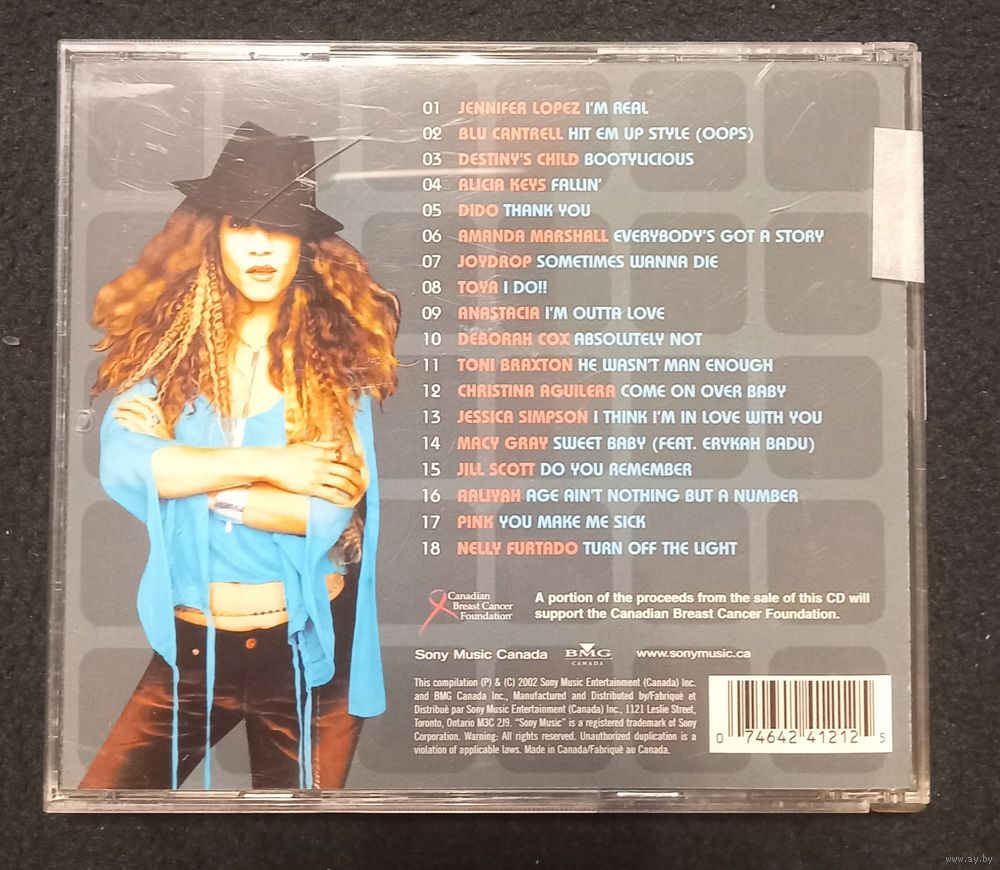 01 JENNIFER LOPEZ I'M REAL
02 BLU CANTRELL HIT EM UP STYLE (OOPS)
03 DESTINY'S CHILD BOOTYLICIOUS
04 ALICIA KEYS FALLIN'
05 DIDO THANK YOU
06 AMANDA MARSHALL EVERYBODY'S GOT A STORY
07 JOYDROP SOMETIMES WANNA DIE
08 TOYA I DO!!
09 ANASTACIA I'M OUTTA LOVE
10 DEBORAH COX ABSOLUTELY NOT
11 TONI BRAXTON HE WASN'T MAN ENOUGH
12 CHRISTINA AGUILERA COME ON OVER BABY
13 JESSICA SIMPSON I THINK I'M IN LOVE WITH YOU
14 MACY GRAY SWEET BABY (FEAT. ERYKAH BADU)
15 JILL SCOTT DO YOU REMEMBER
16 AALIYAH AGE AIN'T NOTHING BUT A NUMBER
17 PINK YOU MAKE ME SICK
18 NELLY FURTADO TURN OFF THE LIGHT
Canadian
Breast Cancer
Foundation
A portion of the proceeds from the sale of this CD will
support the Canadian Breast Cancer Foundation.
Sony Music Canada
BMG
CANADA
www.sonymusic.ca
This compilation (P) & (C) 2002 Sony Music Entertainment (Canada) Inc.
and BMG Canada Inc., Manufactured and Distributed by/Fabriqué et
Distribué par Sony Music Entertainment (Canada) Inc., 1121 Leslie Street,
Toronto, Ontario M3C 2J9. "Sony Music" is a registered trademark of Sony
Corporation. Warning: All rights reserved. Unauthorized duplication is a
violation of applicable laws. Made in Canada/Fabriqué au Canada.
0 74642 41212 5
www.ay.by